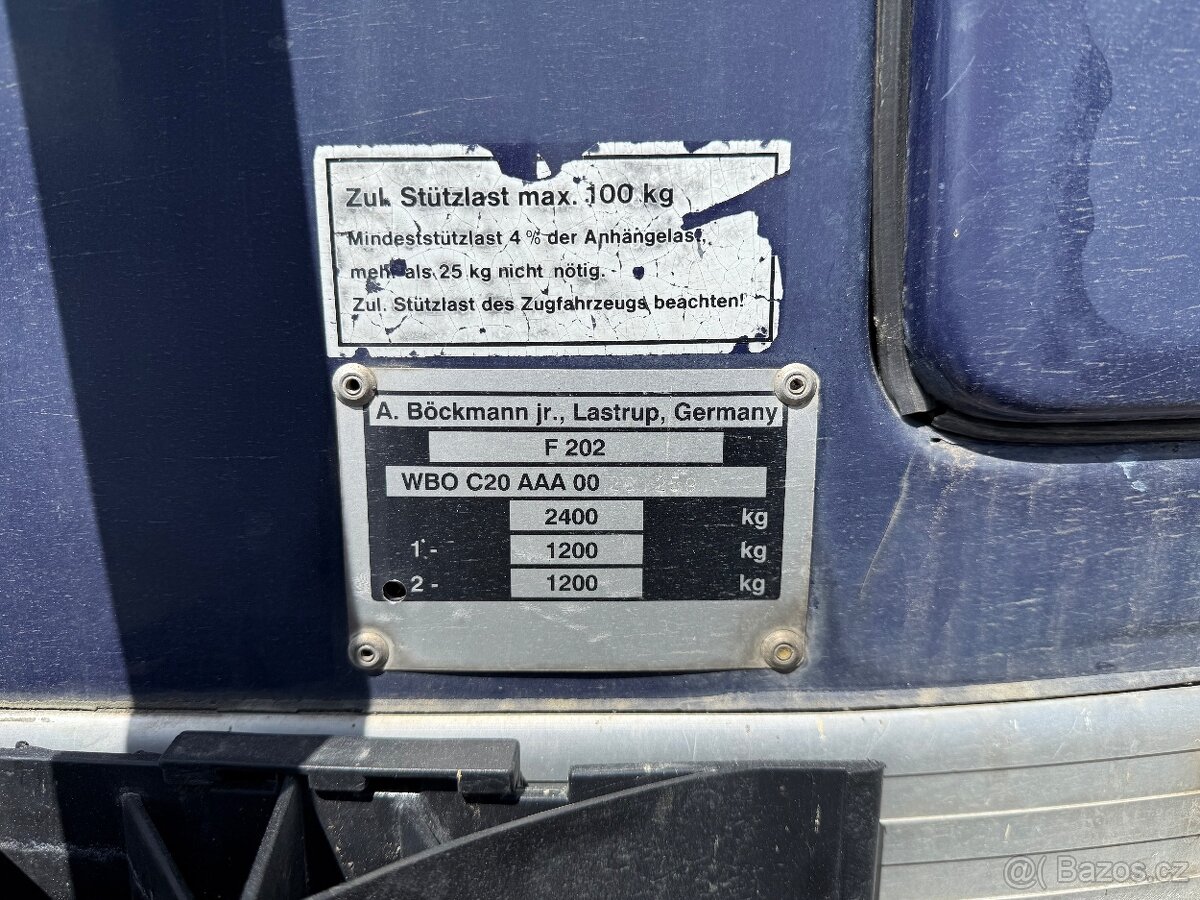 Zul. Stützlast max. 100 kg
Mindeststützlast 4% der Anhängelast,
mehr als 25 kg nicht nötig.
Zul. Stützlast des Zugfahrzeugs beachten!
A. Böckmann jr., Lastrup, Germany
F 202
WBO C20 AAA 00
2400 kg
1 - 1200 kg
2 - 1200 kg
@( Bazos.cz